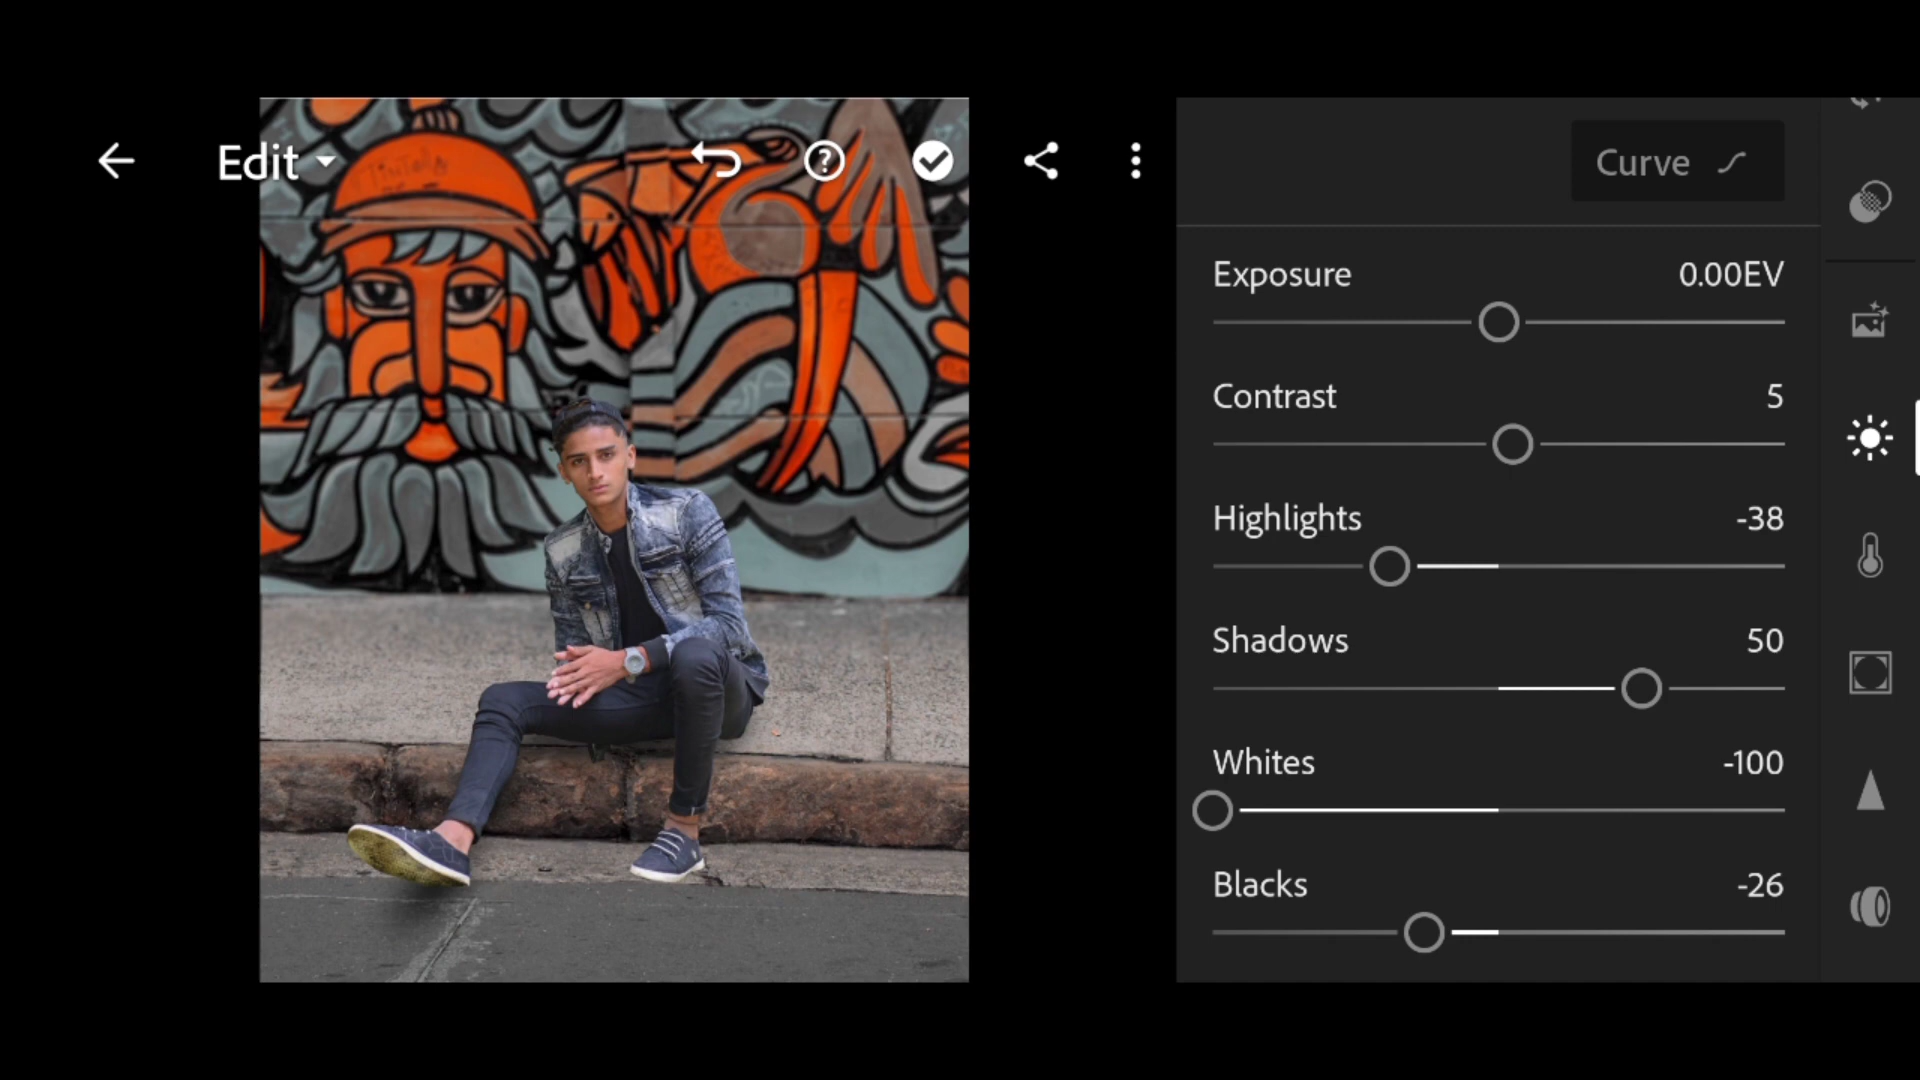 Edit
Curve
Exposure 0.00EV
Contrast 5
Highlights -38
Shadows 50
Whites -100
Blacks -26